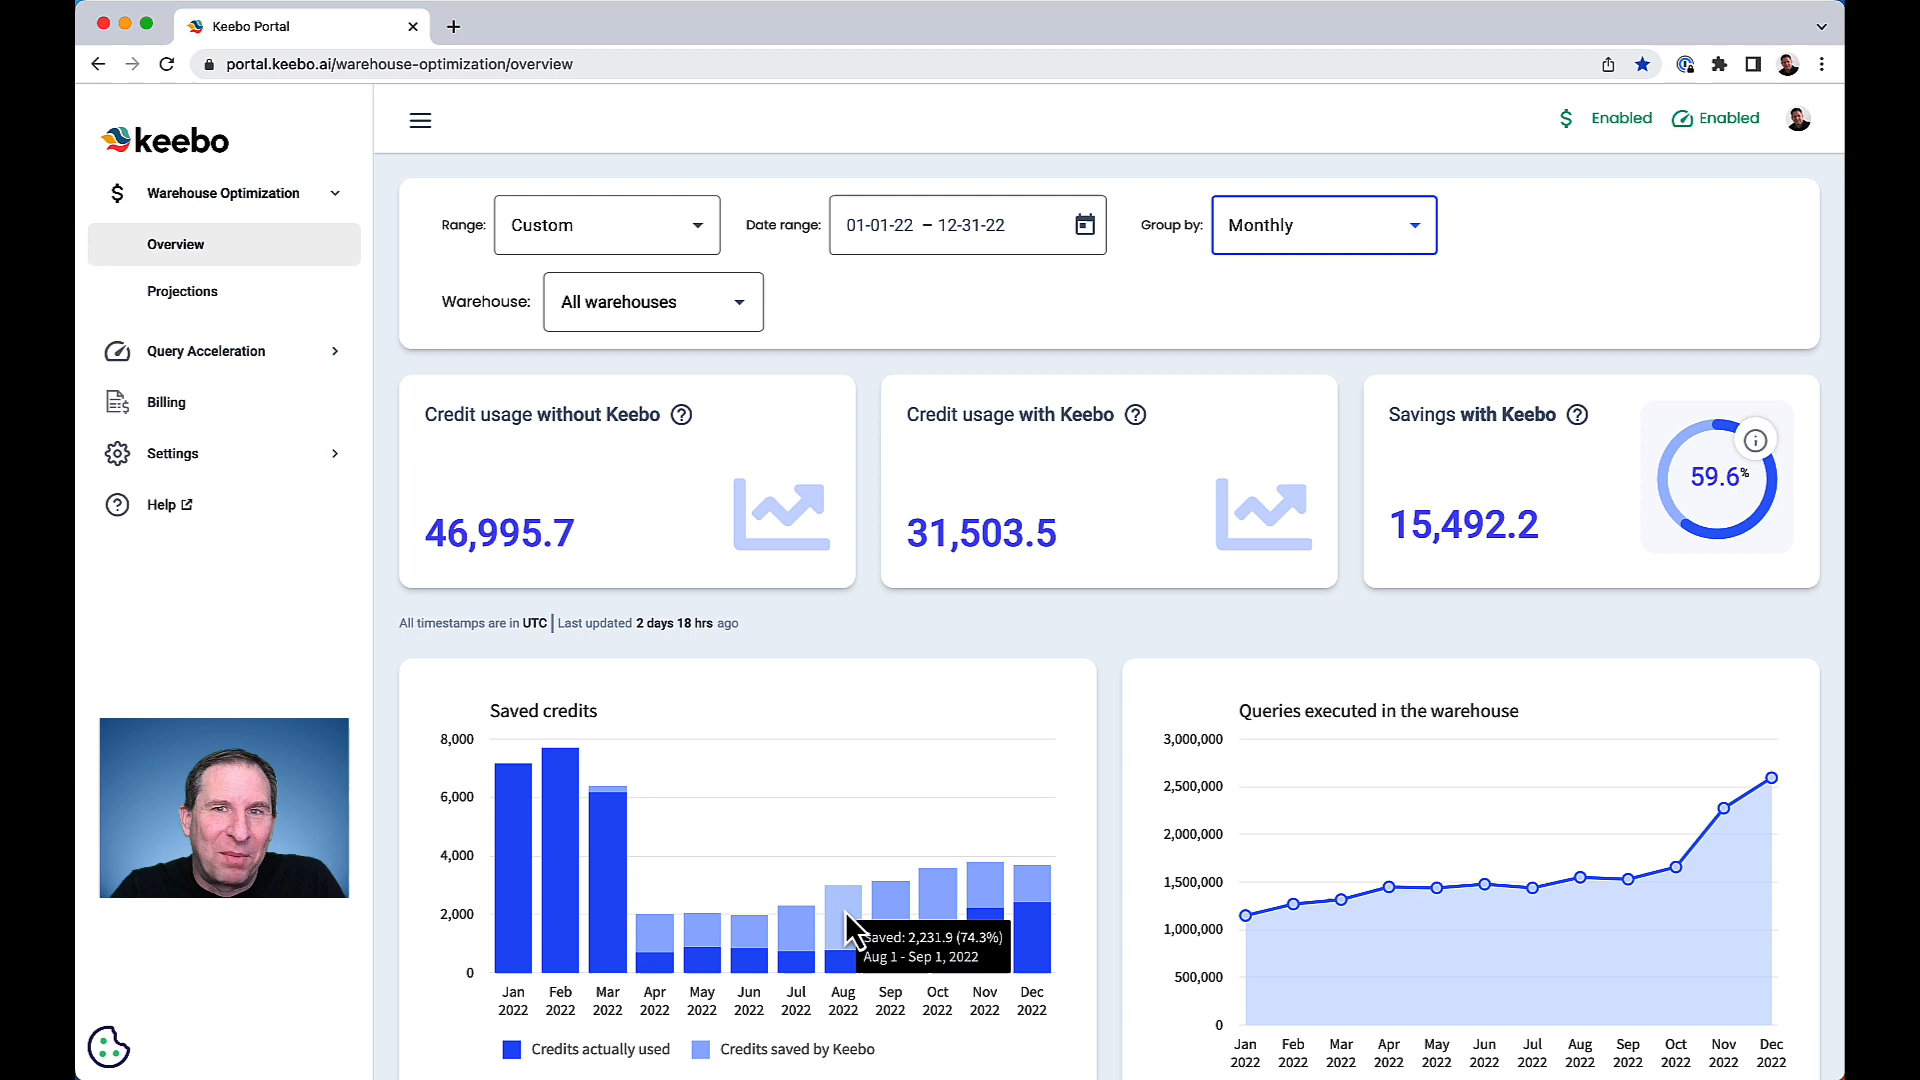 Keebo Portal
portal.keebo.ai/warehouse-optimization/overview
keebo
Warehouse Optimization
Overview
Projections
Query Acceleration
Billing
Settings
Help
$ Enabled Enabled
Range: Custom Date range: 01-01-22 – 12-31-22 Group by: Monthly
Warehouse: All warehouses
Credit usage without Keebo
46,995.7
Credit usage with Keebo
31,503.5
Savings with Keebo
15,492.2
59.6%
All timestamps are in UTC | Last updated 2 days 18 hrs ago
Saved credits
8,000
6,000
4,000
2,000
0
Saved: 2,231.9 (74.3%)
Aug 1 - Sep 1, 2022
Jan Feb Mar Apr May Jun Jul Aug Sep Oct Nov Dec
2022 2022 2022 2022 2022 2022 2022 2022 2022 2022 2022 2022
Credits actually used Credits saved by Keebo
Queries executed in the warehouse
3,000,000
2,500,000
2,000,000
1,500,000
1,000,000
500,000
0
Jan Feb Mar Apr May Jun Jul Aug Sep Oct Nov Dec
2022 2022 2022 2022 2022 2022 2022 2022 2022 2022 2022 2022